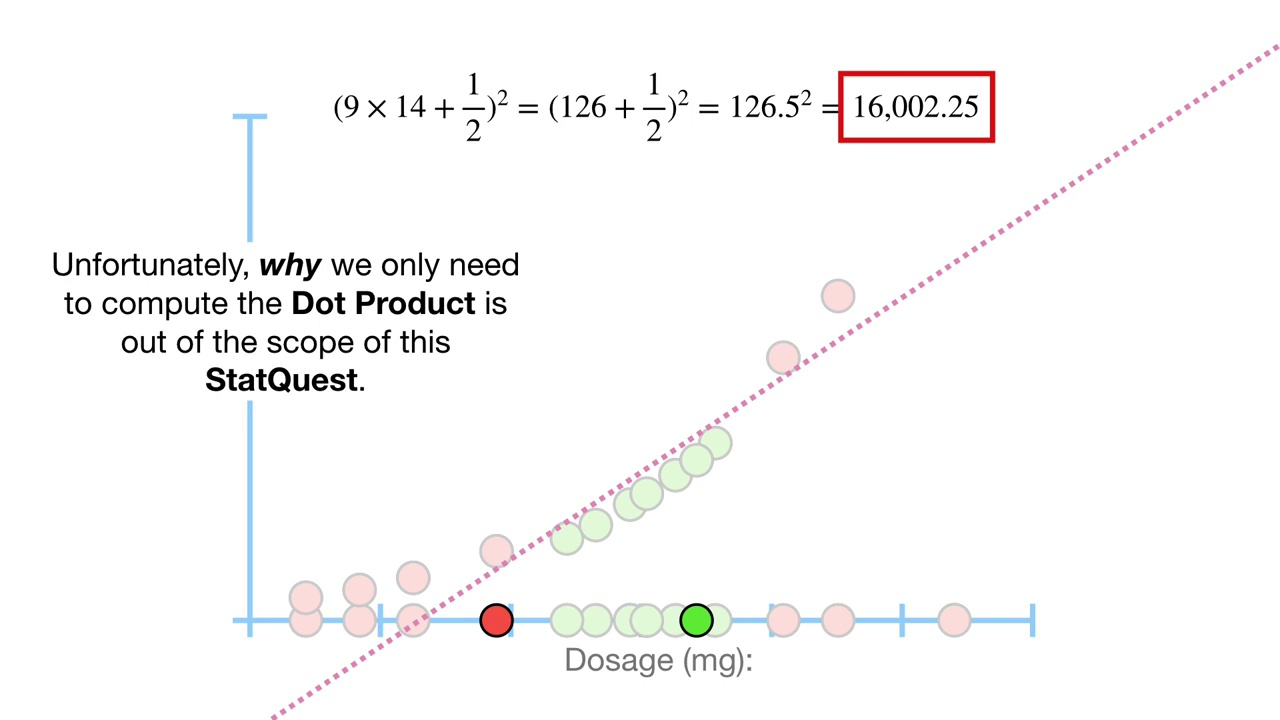 (9 × 14 + 1/2)² = (126 + 1/2)² = 126.5² = 16,002.25
Unfortunately, why we only need
to compute the Dot Product is
out of the scope of this
StatQuest.
Dosage (mg):